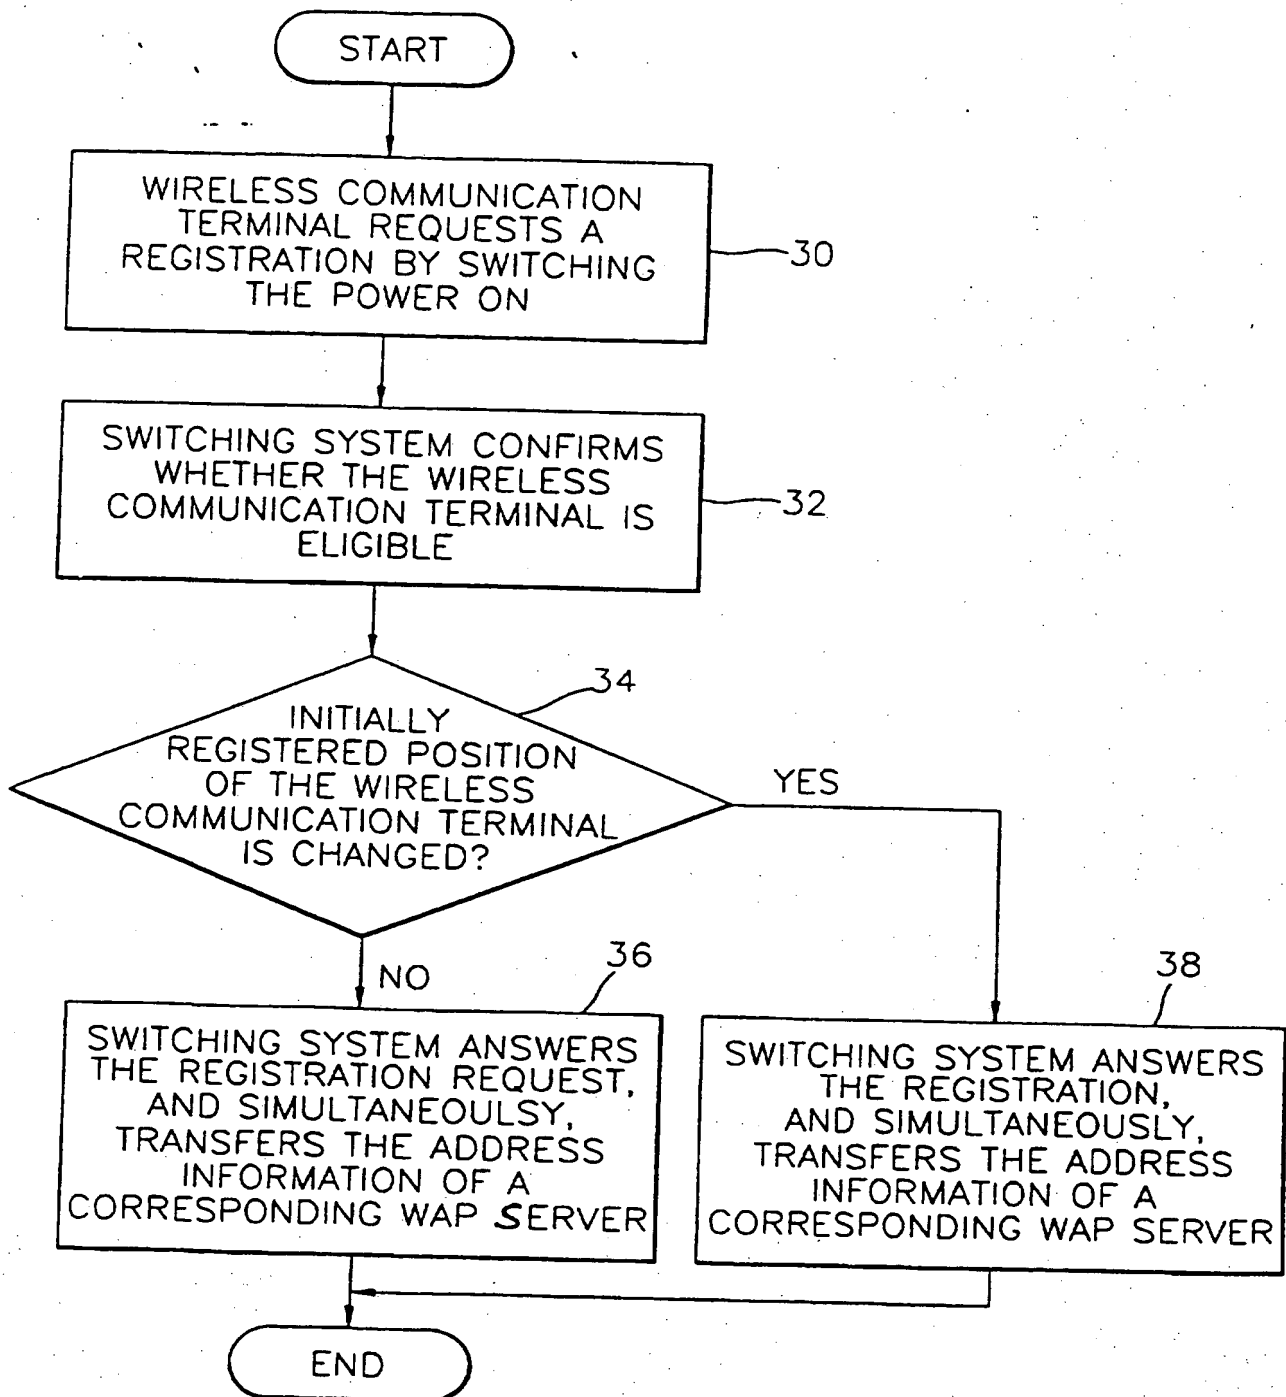 START
WIRELESS COMMUNICATION
TERMINAL REQUESTS A
REGISTRATION BY SWITCHING
THE POWER ON
30
SWITCHING SYSTEM CONFIRMS
WHETHER THE WIRELESS
COMMUNICATION TERMINAL IS
ELIGIBLE
32
34
INITIALLY
REGISTERED POSITION
OF THE WIRELESS
COMMUNICATION TERMINAL
IS CHANGED?
YES
NO
36
SWITCHING SYSTEM ANSWERS
THE REGISTRATION REQUEST,
AND SIMULTANEOULSY,
TRANSFERS THE ADDRESS
INFORMATION OF A
CORRESPONDING WAP SERVER
38
SWITCHING SYSTEM ANSWERS
THE REGISTRATION,
AND SIMULTANEOUSLY,
TRANSFERS THE ADDRESS
INFORMATION OF A
CORRESPONDING WAP SERVER
END